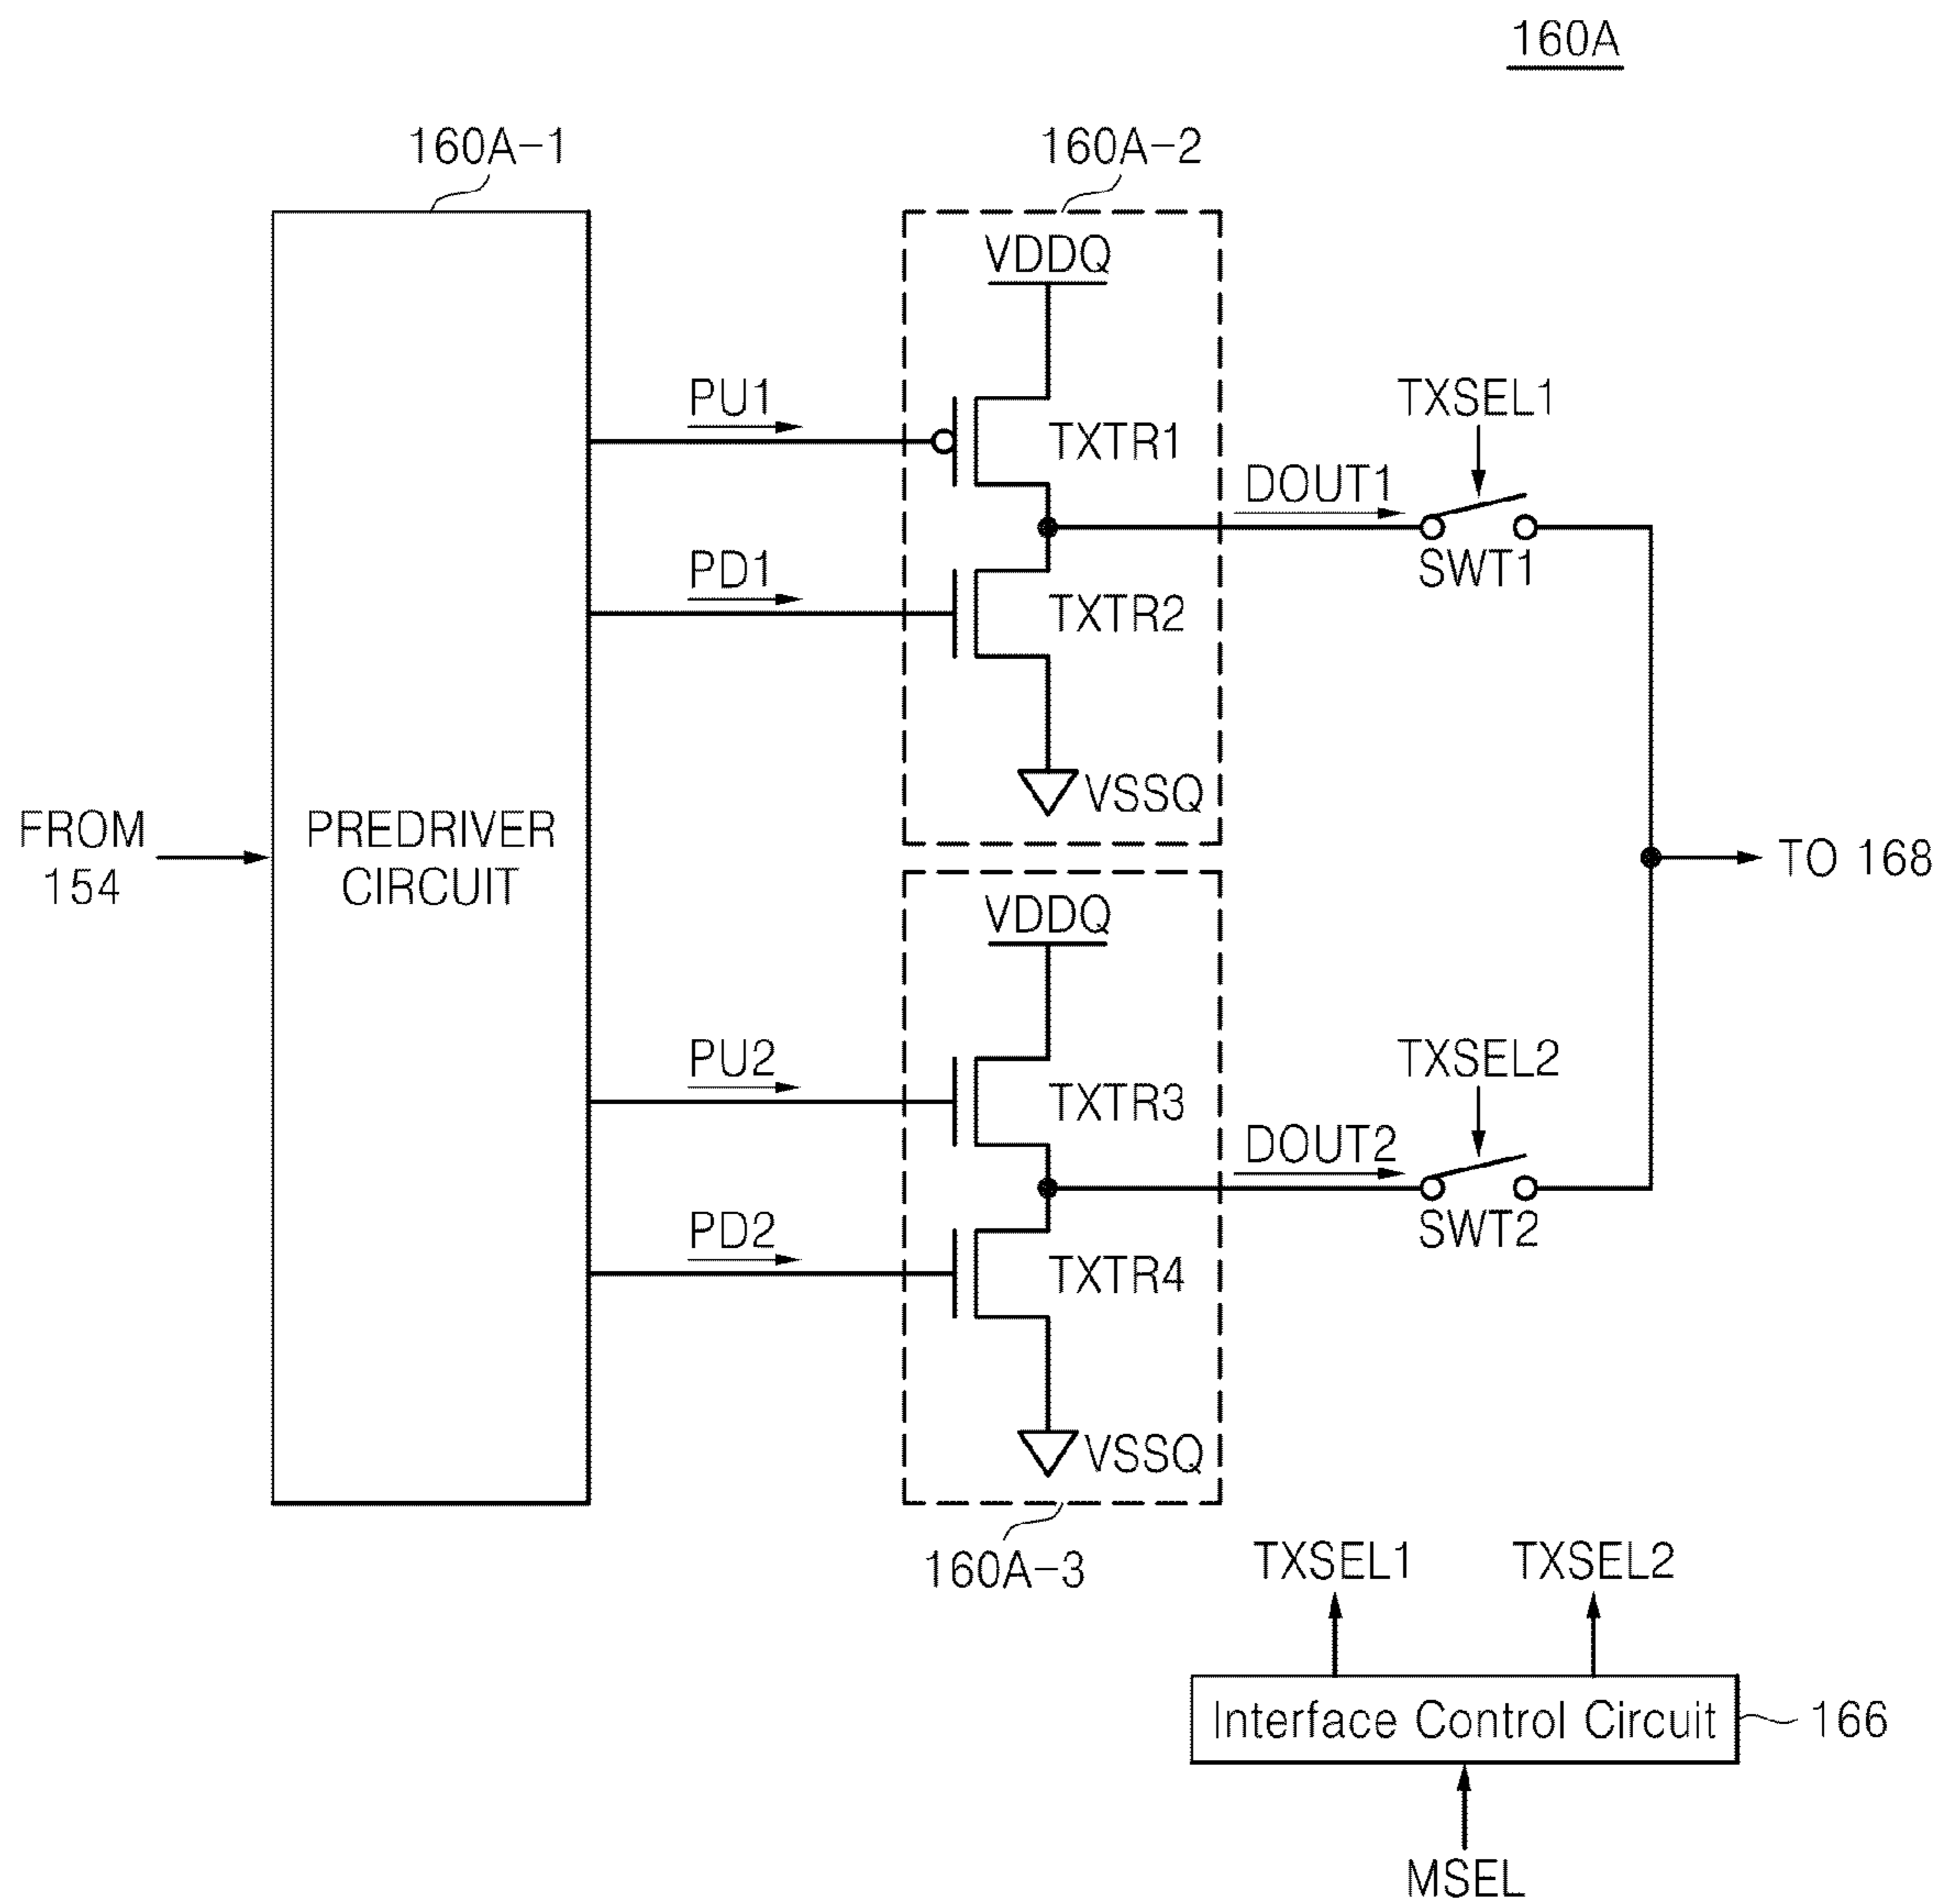 160A
160A-1
160A-2
VDDQ
PU1
TXTR1
TXSEL1
DOUT1
SWT1
PD1
TXTR2
VSSQ
FROM
154
PREDRIVER
CIRCUIT
TO 168
VDDQ
PU2
TXTR3
TXSEL2
DOUT2
SWT2
PD2
TXTR4
VSSQ
160A-3
TXSEL1
TXSEL2
Interface Control Circuit
166
MSEL